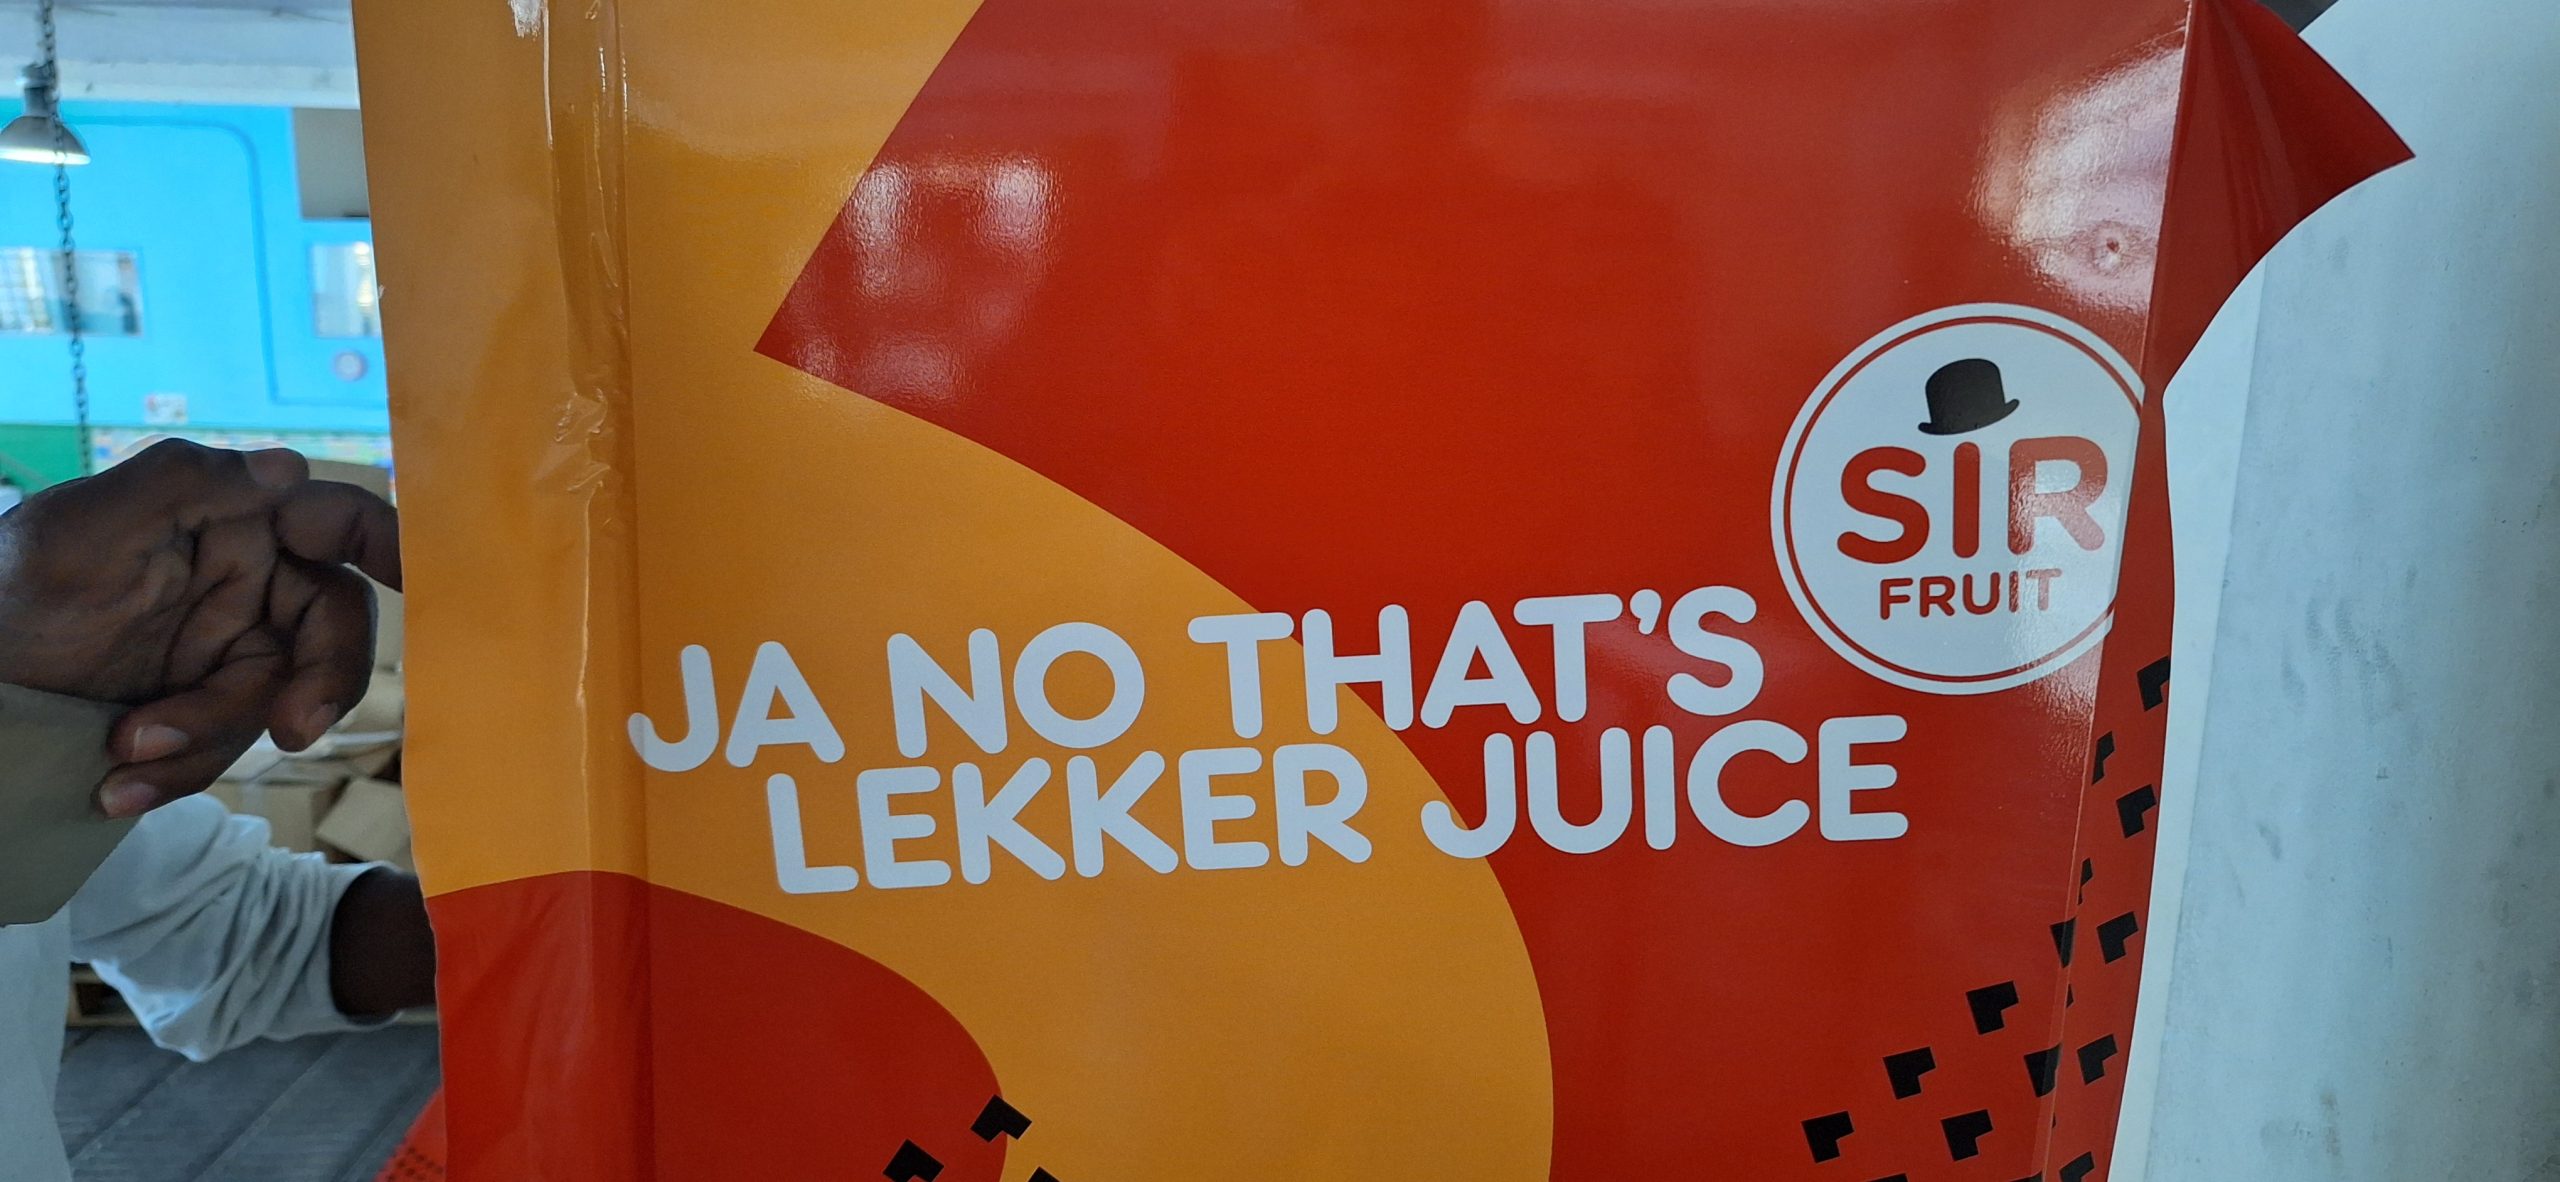 SIR
FRUIT
JA NO THAT'S
LEKKER JUICE